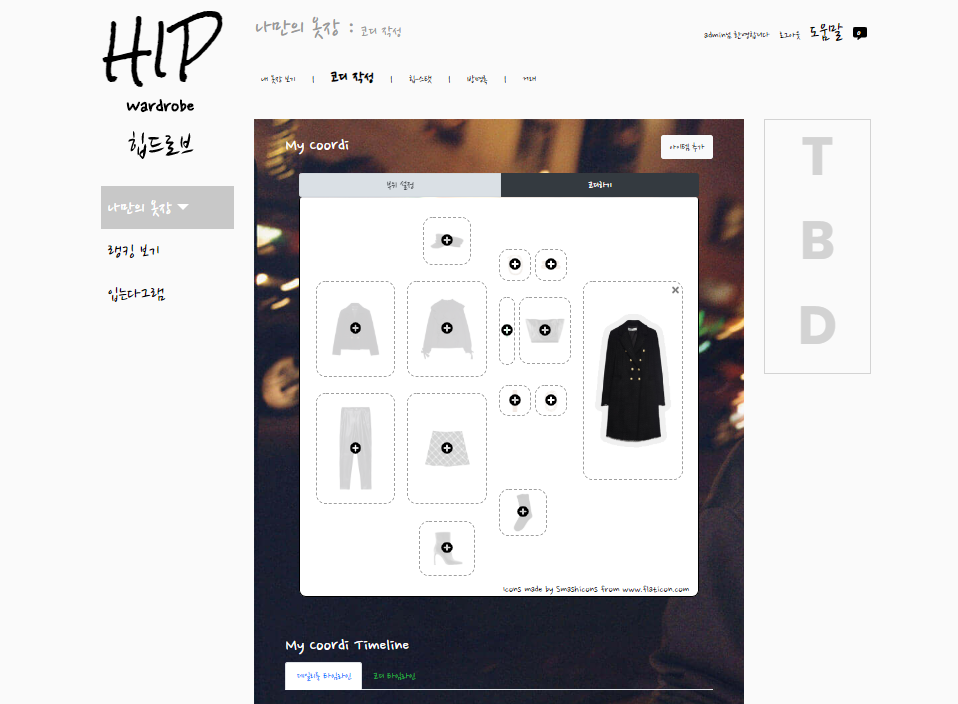 HIP
wardrobe
힙드로브
나만의 옷장 : 코디 작성
admin님 환영합니다 로그아웃 도움말
내 옷장 보기 | 코디 작성 | 힙-스택 | 방명록 | 거래
나만의 옷장
랭킹 보기
입는다그램
My Coordi
아이템 추가
부위 설정
코디하기
Icons made by Smashicons from www.flaticon.com
My Coordi Timeline
데일리룩 타임라인
코디 타임라인
T
B
D